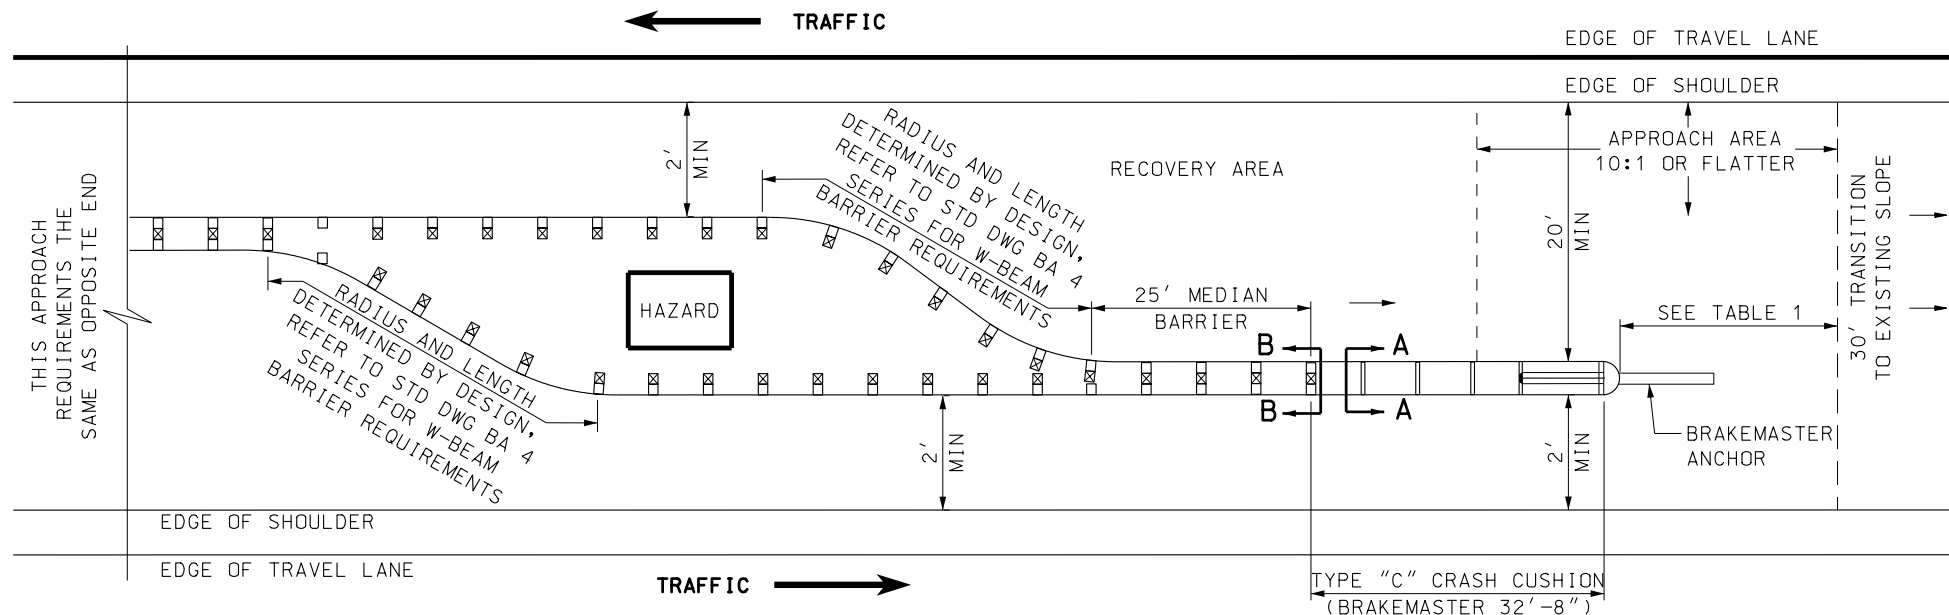 TRAFFIC
EDGE OF TRAVEL LANE
EDGE OF SHOULDER
THIS APPROACH
REQUIREMENTS THE
SAME AS OPPOSITE END
2' MIN
RADIUS AND LENGTH
DETERMINED BY DESIGN,
REFER TO STD DWG BA 4
SERIES FOR W-BEAM
BARRIER REQUIREMENTS
RECOVERY AREA
APPROACH AREA
10:1 OR FLATTER
20' MIN
30' TRANSITION
TO EXISTING SLOPE
HAZARD
25' MEDIAN
BARRIER
SEE TABLE 1
B
A
B
A
RADIUS AND LENGTH
DETERMINED BY DESIGN,
REFER TO STD DWG BA 4
SERIES FOR W-BEAM
BARRIER REQUIREMENTS
2' MIN
2' MIN
BRAKEMASTER
ANCHOR
EDGE OF SHOULDER
EDGE OF TRAVEL LANE
TRAFFIC
TYPE "C" CRASH CUSHION
(BRAKEMASTER 32'-8")